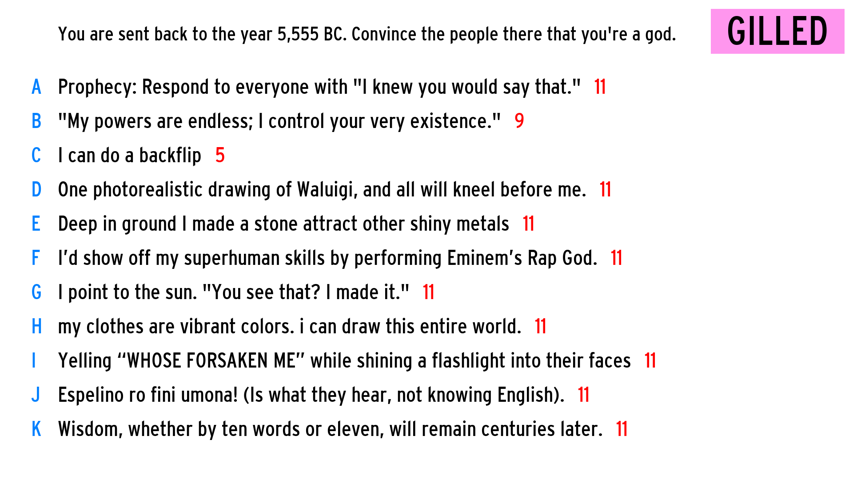 You are sent back to the year 5,555 BC. Convince the people there that you're a god.
GILLED
A Prophecy: Respond to everyone with "I knew you would say that." 11
B "My powers are endless; I control your very existence." 9
C I can do a backflip 5
D One photorealistic drawing of Waluigi, and all will kneel before me. 11
E Deep in ground I made a stone attract other shiny metals 11
F I'd show off my superhuman skills by performing Eminem's Rap God. 11
G I point to the sun. "You see that? I made it." 11
H my clothes are vibrant colors. i can draw this entire world. 11
I Yelling “WHOSE FORSAKEN ME” while shining a flashlight into their faces 11
J Espelino ro fini umona! (Is what they hear, not knowing English). 11
K Wisdom, whether by ten words or eleven, will remain centuries later. 11